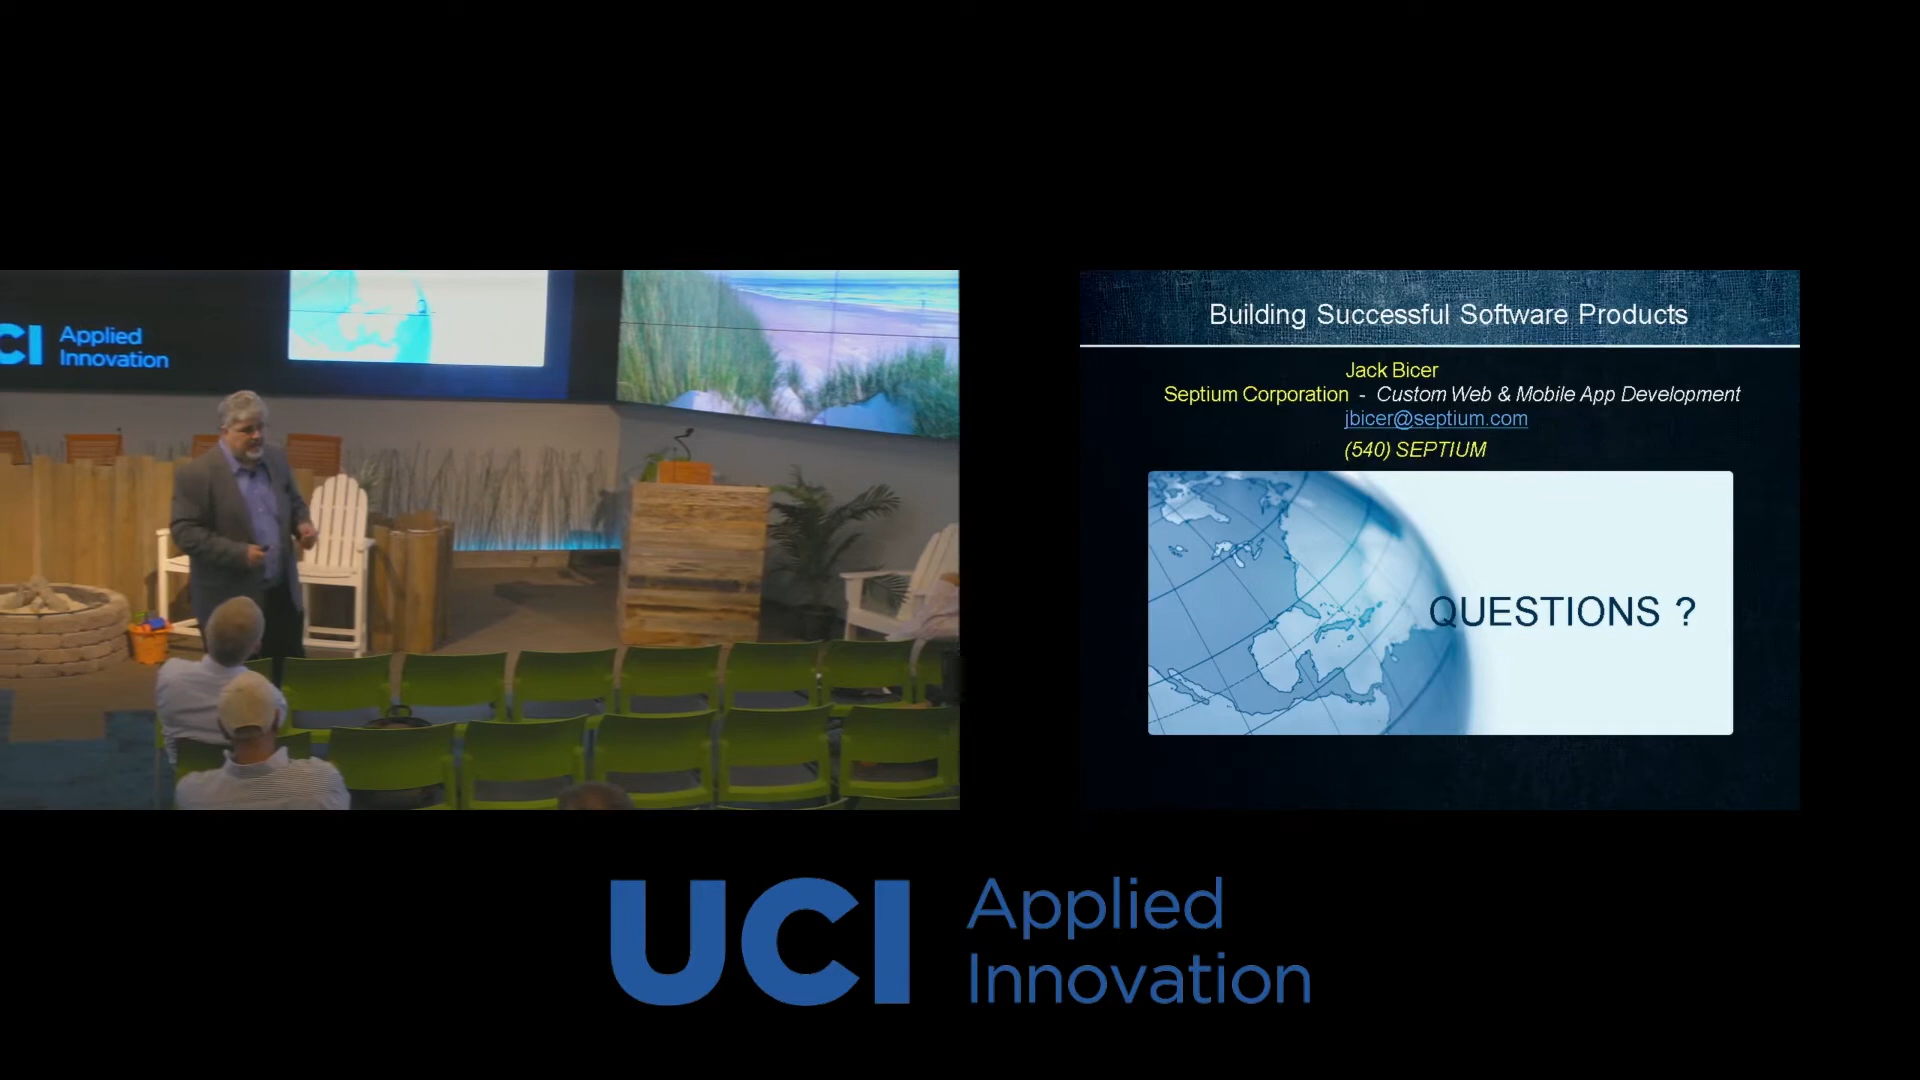 CI Applied
Innovation
Building Successful Software Products
Jack Bicer
Septium Corporation - Custom Web & Mobile App Development
jbicer@septium.com
(540) SEPTIUM
QUESTIONS ?
UCI Applied
Innovation